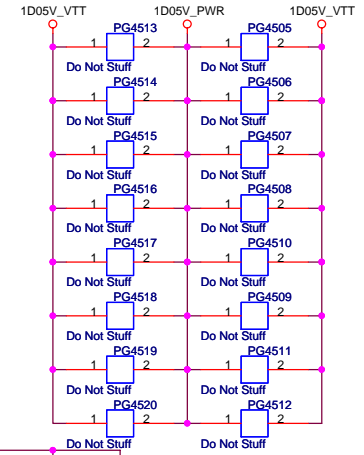 1D05V_VTT 1D05V_PWR 1D05V_VTT
PG4513 PG4505
1 2 1 2
Do Not Stuff Do Not Stuff
PG4514 PG4506
1 2 1 2
Do Not Stuff Do Not Stuff
PG4515 PG4507
1 2 1 2
Do Not Stuff Do Not Stuff
PG4516 PG4508
1 2 1 2
Do Not Stuff Do Not Stuff
PG4517 PG4510
1 2 1 2
Do Not Stuff Do Not Stuff
PG4518 PG4509
1 2 1 2
Do Not Stuff Do Not Stuff
PG4519 PG4511
1 2 1 2
Do Not Stuff Do Not Stuff
PG4520 PG4512
1 2 1 2
Do Not Stuff Do Not Stuff